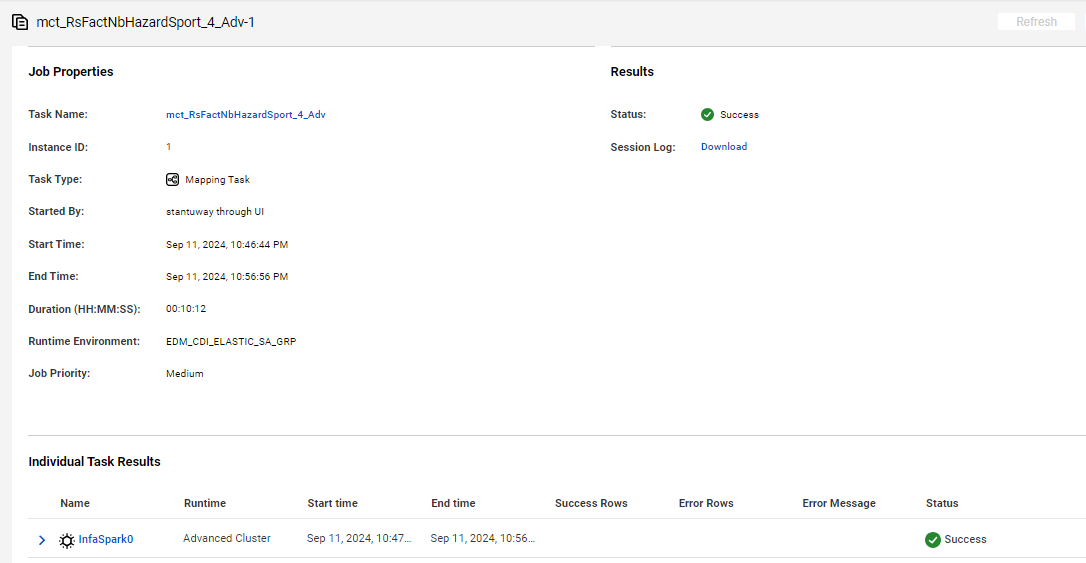 mct_RsFactNbHazardSport_4_Adv-1
Refresh
Job Properties
Results
Task Name: mct_RsFactNbHazardSport_4_Adv
Status: Success
Instance ID: 1
Session Log: Download
Task Type: Mapping Task
Started By: stantuway through UI
Start Time: Sep 11, 2024, 10:46:44 PM
End Time: Sep 11, 2024, 10:56:56 PM
Duration (HH:MM:SS): 00:10:12
Runtime Environment: EDM_CDI_ELASTIC_SA_GRP
Job Priority: Medium
Individual Task Results
Name Runtime Start time End time Success Rows Error Rows Error Message Status
InfaSpark0 Advanced Cluster Sep 11, 2024, 10:47... Sep 11, 2024, 10:56... Success